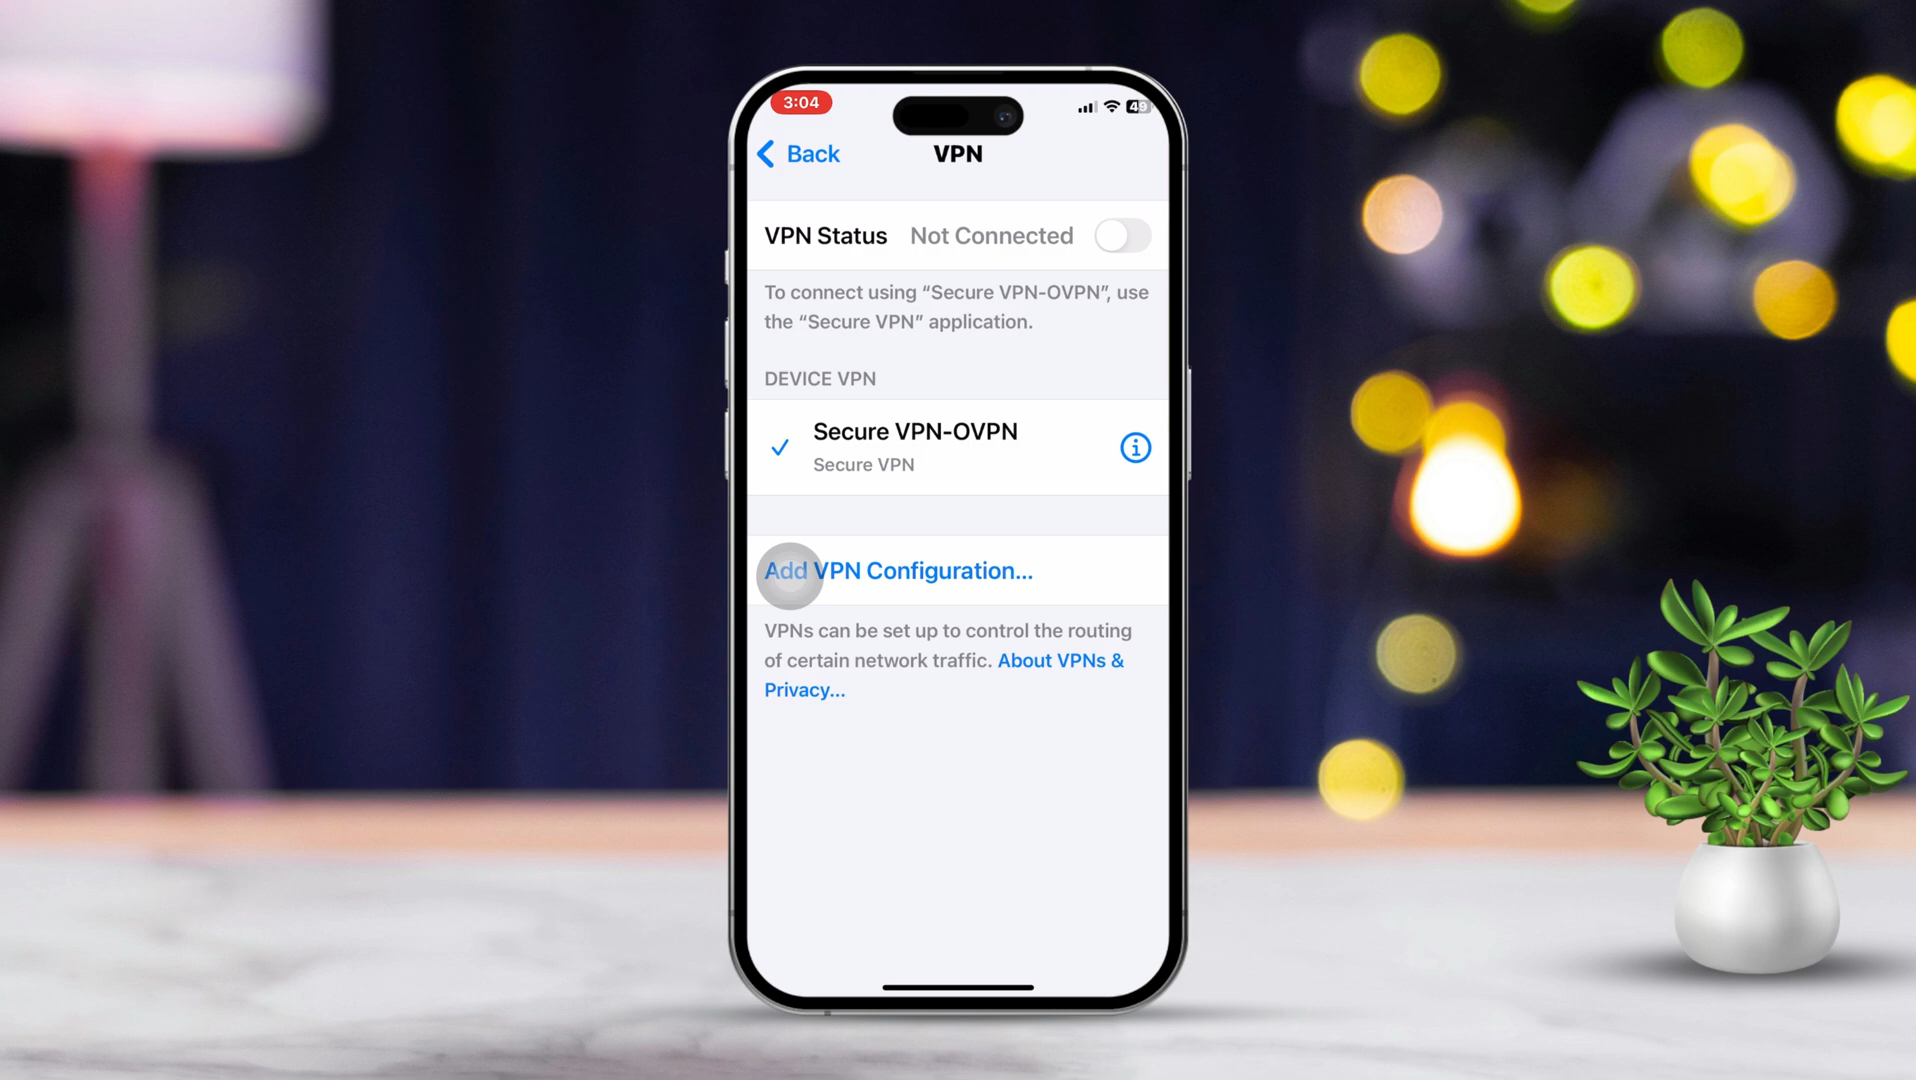 3:04
49
Back
VPN
VPN Status Not Connected
To connect using “Secure VPN-OVPN”, use
the “Secure VPN” application.
DEVICE VPN
Secure VPN-OVPN
Secure VPN
Add VPN Configuration...
VPNs can be set up to control the routing
of certain network traffic. About VPNs &
Privacy...